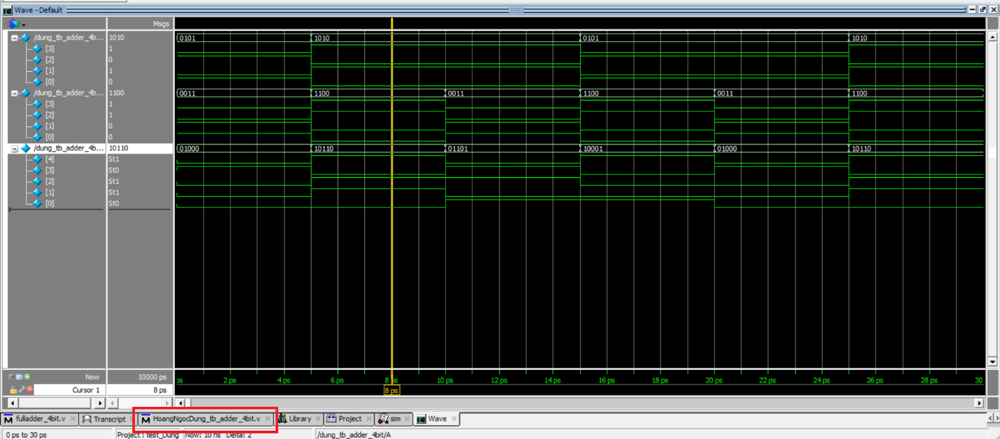 Wave - Default
Msgs
/dung_tb_adder_4b... 1010 0101 1010 0101 1010
[3] 1
[2] 0
[1] 1
[0] 0
/dung_tb_adder_4b... 1100 0011 1100 0011 1100 0011 1100
[3] 1
[2] 1
[1] 0
[0] 0
/dung_tb_adder_4b... 10110 01000 10110 01101 10001 01000 10110
[4] St1
[3] St0
[2] St1
[1] St1
[0] St0
Now 10000 ps ps 2 ps 4 ps 6 ps 8 ps 10 ps 12 ps 14 ps 16 ps 18 ps 20 ps 22 ps 24 ps 26 ps 28 ps 30
Cursor 1 8 ps 8 ps
fulladder_4bit.v Transcript HoangNgocDung_tb_adder_4bit.v Library Project sim Wave
0 ps to 30 ps Project : test_Dung Now: 10 ns Delta: 2 /dung_tb_adder_4bit/A